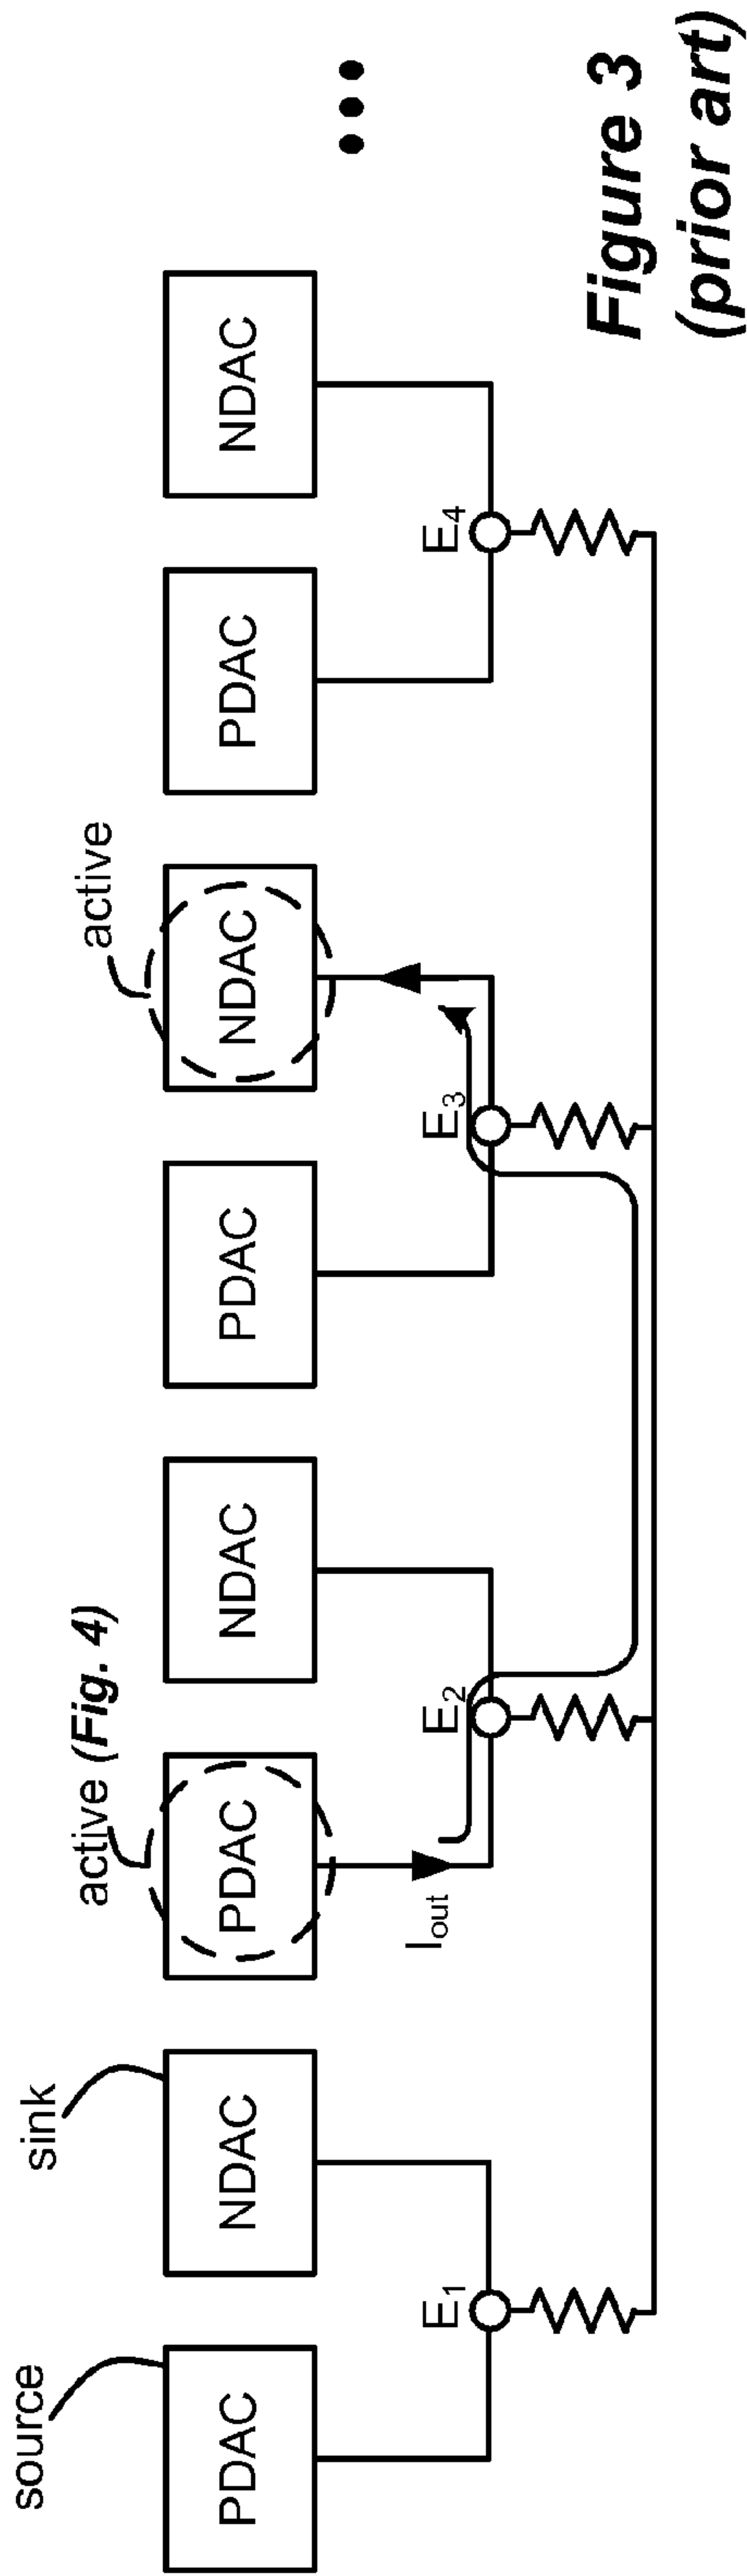 source
sink
active (Fig. 4)
active
PDAC
NDAC
PDAC
NDAC
PDAC
NDAC
PDAC
NDAC
Iout
E1
E2
E3
E4
Figure 3
(prior art)